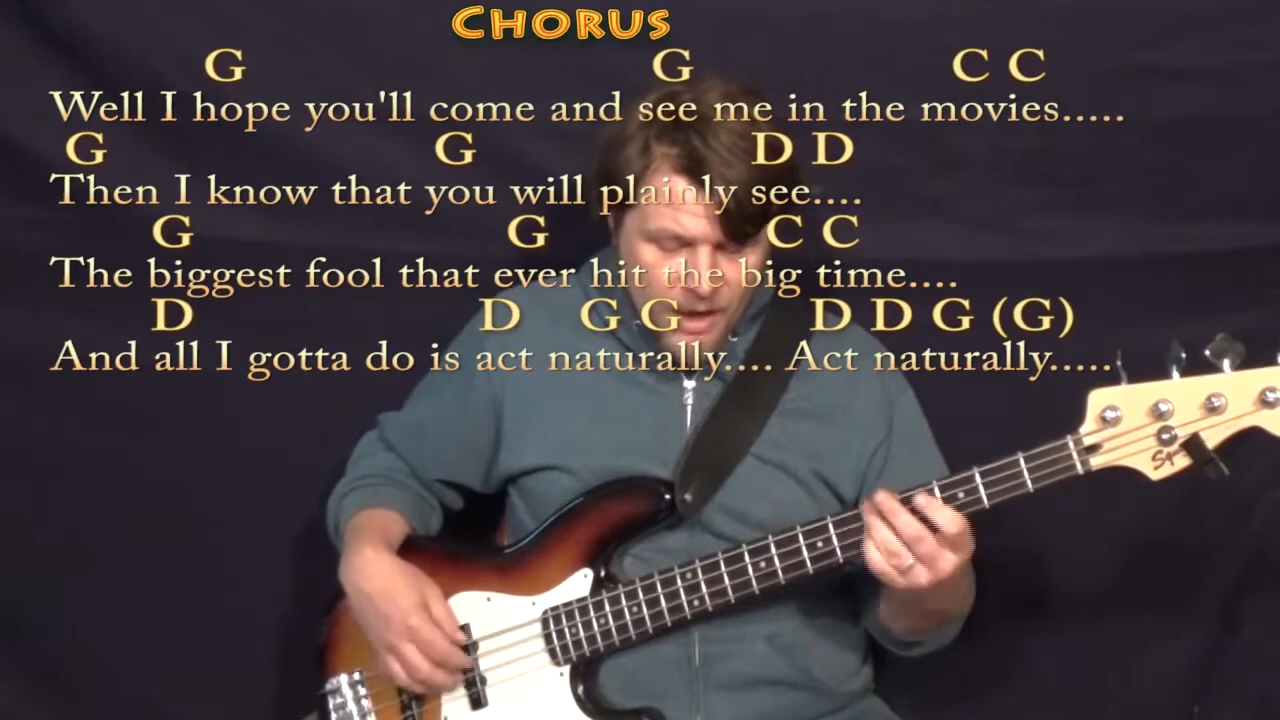 CHORUS
G G C C
Well I hope you'll come and see me in the movies.....
G G D D
Then I know that you will plainly see....
G G C C
The biggest fool that ever hit the big time....
D D G G D D G (G)
And all I gotta do is act naturally.... Act naturally.....